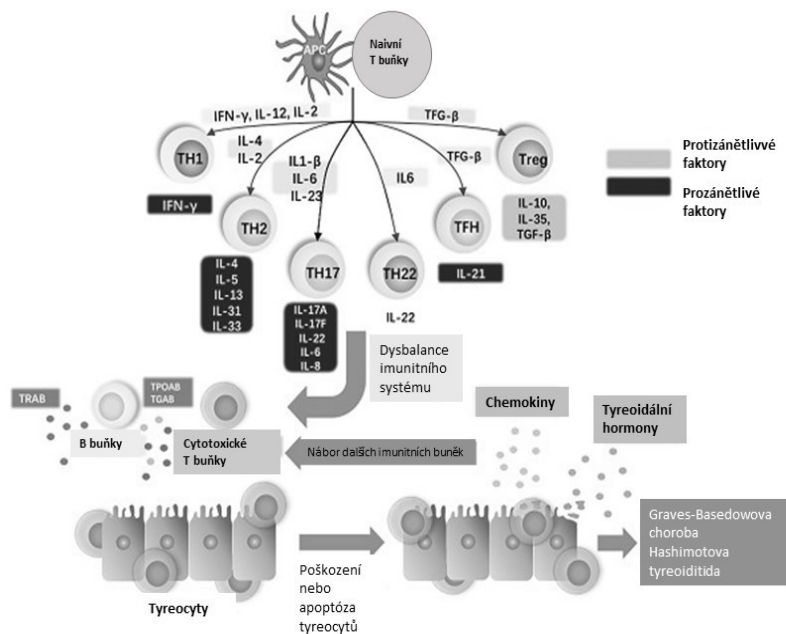 APC
Naivní
T buňky
IFN-γ, IL-12, IL-2
TFG-β
IL-4
IL-2
IL1-β
IL-6
IL-23
IL6
TFG-β
TH1
Treg
IFN-γ
TH2
TH17
TH22
TFH
IL-10,
IL-35,
TGF-β
Protizánětlivvé
faktory
Prozánětlivé
faktory
IL-4
IL-5
IL-13
IL-31
IL-33
IL-17A
IL-17F
IL-22
IL-6
IL-8
IL-22
IL-21
Dysbalance
imunitního
systému
TRAB
TPOAB
TGAB
B buňky
Cytotoxické
T buňky
Nábor dalších imunitních buněk
Chemokiny
Tyreoidální
hormony
Tyreocyty
Poškození
nebo
apoptóza
tyreocytů
Graves-Basedowova
choroba
Hashimotova
tyreoiditida